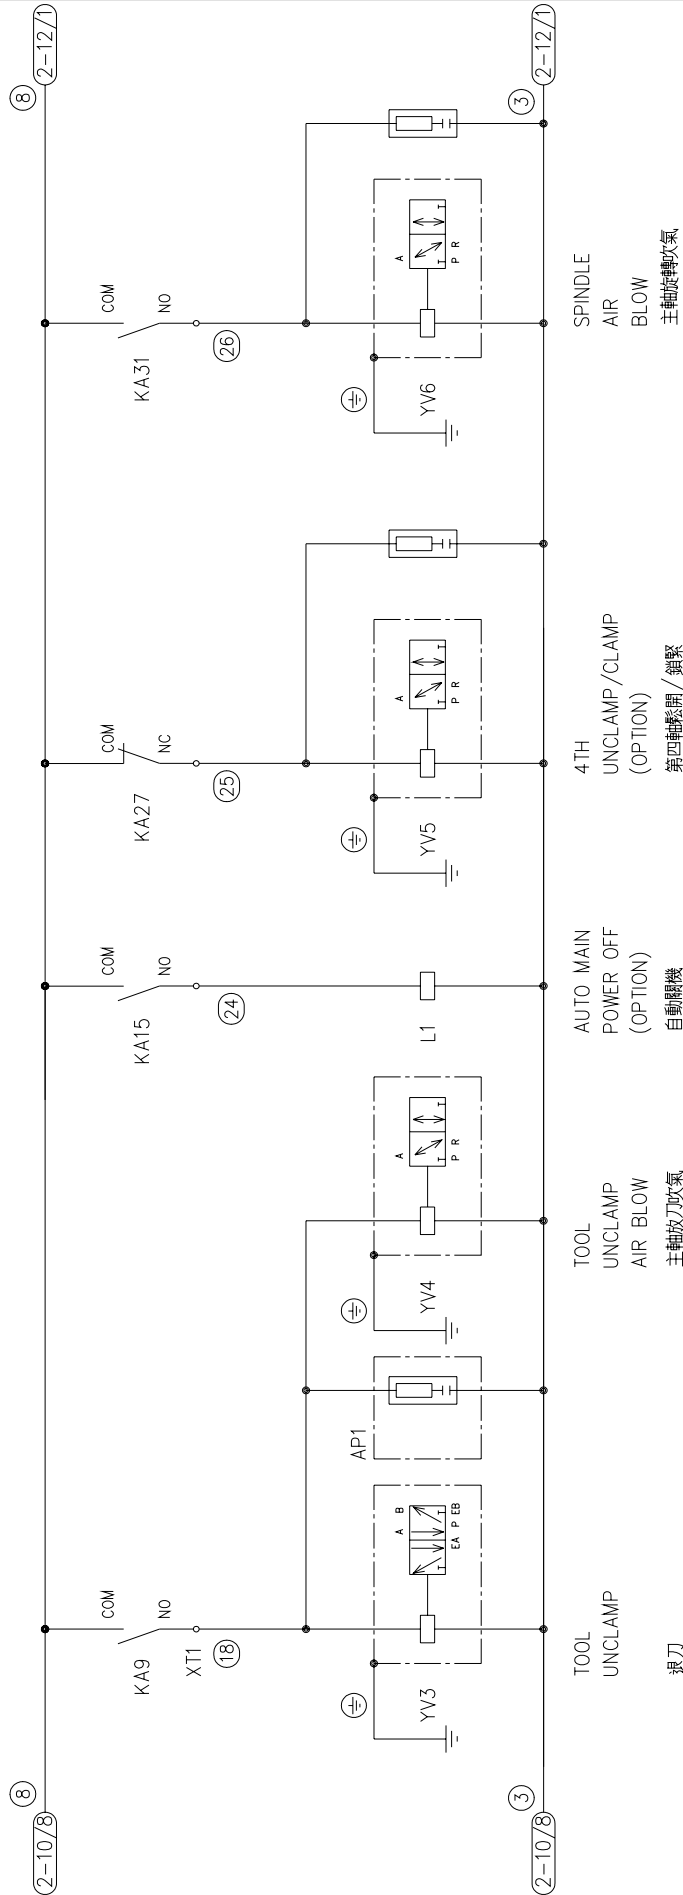 2-10/8
8
8
2-12/1
COM
NO
KA9
XT1
18
COM
NO
KA15
24
COM
NC
KA27
25
COM
NO
KA31
26
YV3
A B
EA P EB
AP1
YV4
A
P R
L1
YV5
A
P R
YV6
A
P R
2-10/8
3
3
2-12/1
TOOL
UNCLAMP
退刀
TOOL
UNCLAMP
AIR BLOW
主軸放刀吹氣
AUTO MAIN
POWER OFF
(OPTION)
自動關機
4TH
UNCLAMP/CLAMP
(OPTION)
第四軸鬆開/鎖緊
SPINDLE
AIR
BLOW
主軸旋轉吹氣